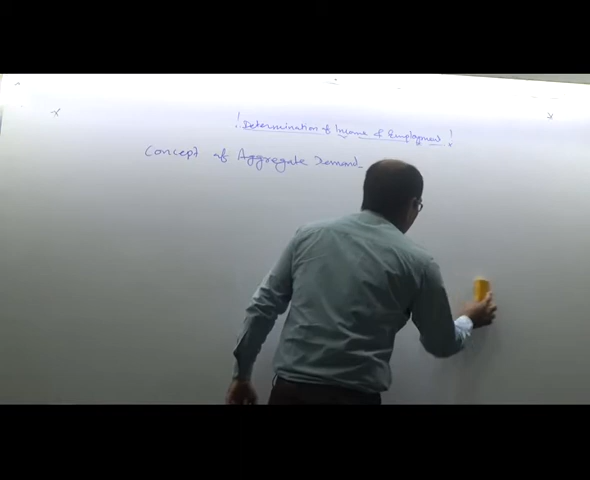 ! Determination of Income of Employment !
Concept of Aggregate Demand